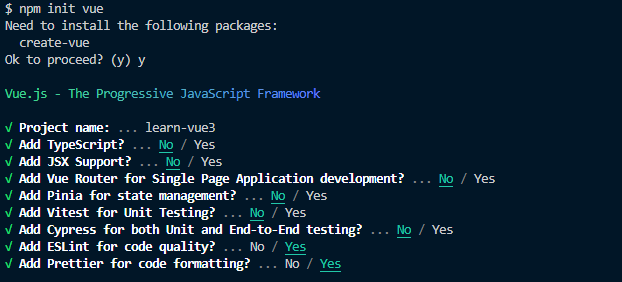 $ npm init vue
Need to install the following packages:
  create-vue
Ok to proceed? (y) y
Vue.js - The Progressive JavaScript Framework
√ Project name: ... learn-vue3
√ Add TypeScript? ... No / Yes
√ Add JSX Support? ... No / Yes
√ Add Vue Router for Single Page Application development? ... No / Yes
√ Add Pinia for state management? ... No / Yes
√ Add Vitest for Unit Testing? ... No / Yes
√ Add Cypress for both Unit and End-to-End testing? ... No / Yes
√ Add ESLint for code quality? ... No / Yes
√ Add Prettier for code formatting? ... No / Yes